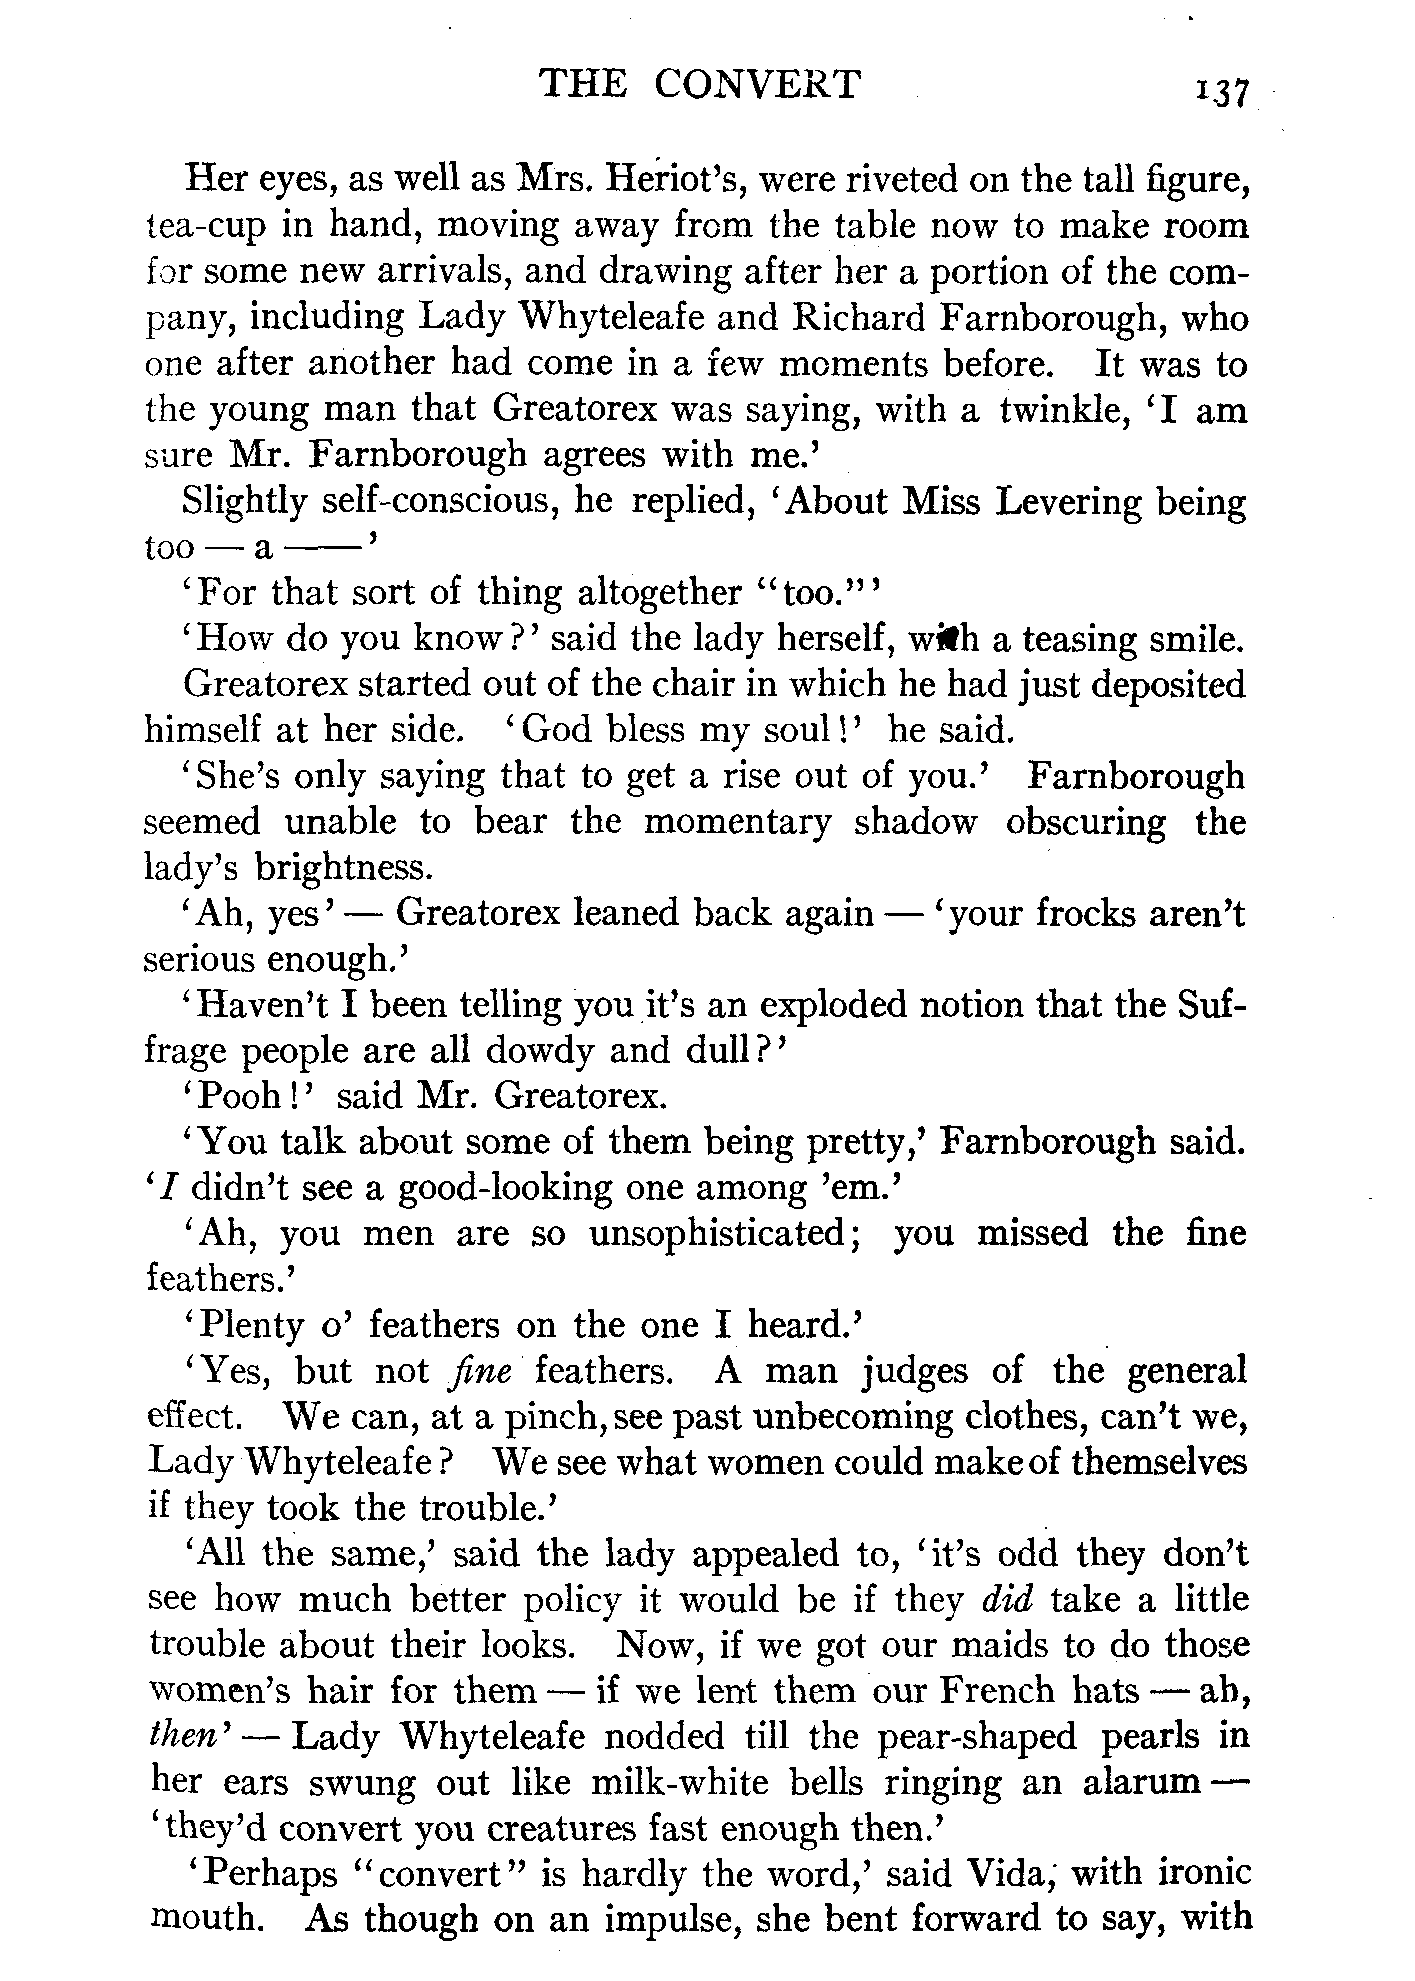 THE CONVERT 137
Her eyes, as well as Mrs. Heriot's, were riveted on the tall figure,
tea-cup in hand, moving away from the table now to make room
for some new arrivals, and drawing after her a portion of the com-
pany, including Lady Whyteleafe and Richard Farnborough, who
one after another had come in a few moments before. It was to
the young man that Greatorex was saying, with a twinkle, 'I am
sure Mr. Farnborough agrees with me.'
Slightly self-conscious, he replied, 'About Miss Levering being
too — a ——'
'For that sort of thing altogether "too."'
'How do you know?' said the lady herself, with a teasing smile.
Greatorex started out of the chair in which he had just deposited
himself at her side. 'God bless my soul!' he said.
'She's only saying that to get a rise out of you.' Farnborough
seemed unable to bear the momentary shadow obscuring the
lady's brightness.
'Ah, yes' — Greatorex leaned back again — 'your frocks aren't
serious enough.'
'Haven't I been telling you it's an exploded notion that the Suf-
frage people are all dowdy and dull?'
'Pooh!' said Mr. Greatorex.
'You talk about some of them being pretty,' Farnborough said.
'I didn't see a good-looking one among 'em.'
'Ah, you men are so unsophisticated; you missed the fine
feathers.'
'Plenty o' feathers on the one I heard.'
'Yes, but not fine feathers. A man judges of the general
effect. We can, at a pinch, see past unbecoming clothes, can't we,
Lady Whyteleafe? We see what women could make of themselves
if they took the trouble.'
'All the same,' said the lady appealed to, 'it's odd they don't
see how much better policy it would be if they did take a little
trouble about their looks. Now, if we got our maids to do those
women's hair for them — if we lent them our French hats — ah,
then' — Lady Whyteleafe nodded till the pear-shaped pearls in
her ears swung out like milk-white bells ringing an alarum —
'they'd convert you creatures fast enough then.'
'Perhaps "convert" is hardly the word,' said Vida, with ironic
mouth. As though on an impulse, she bent forward to say, with